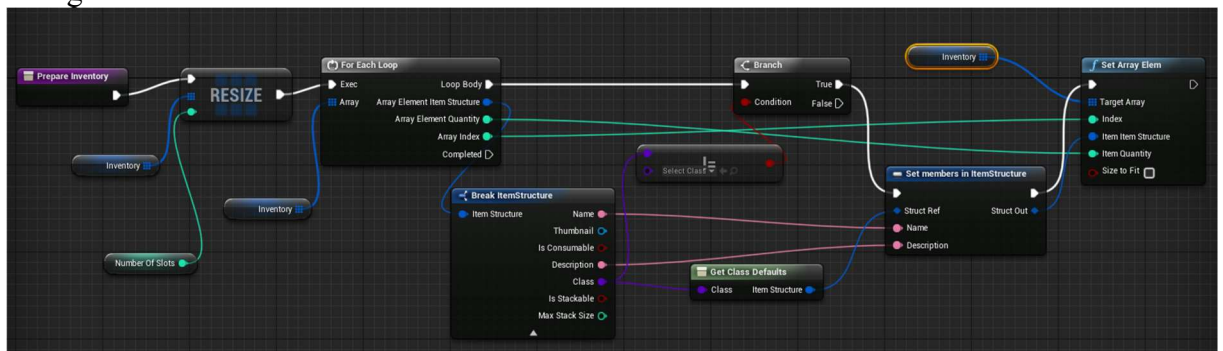 Prepare Inventory
RESIZE
Inventory
Number Of Slots
Inventory
For Each Loop
Exec
Loop Body
Array
Array Element Item Structure
Array Element Quantity
Array Index
Completed
Break ItemStructure
Item Structure
Name
Thumbnail
Is Consumable
Description
Class
Is Stackable
Max Stack Size
!=
Select Class
Branch
True
Condition
False
Get Class Defaults
Class
Item Structure
Set members in ItemStructure
Struct Ref
Struct Out
Name
Description
Inventory
Set Array Elem
Target Array
Index
Item Item Structure
Item Quantity
Size to Fit